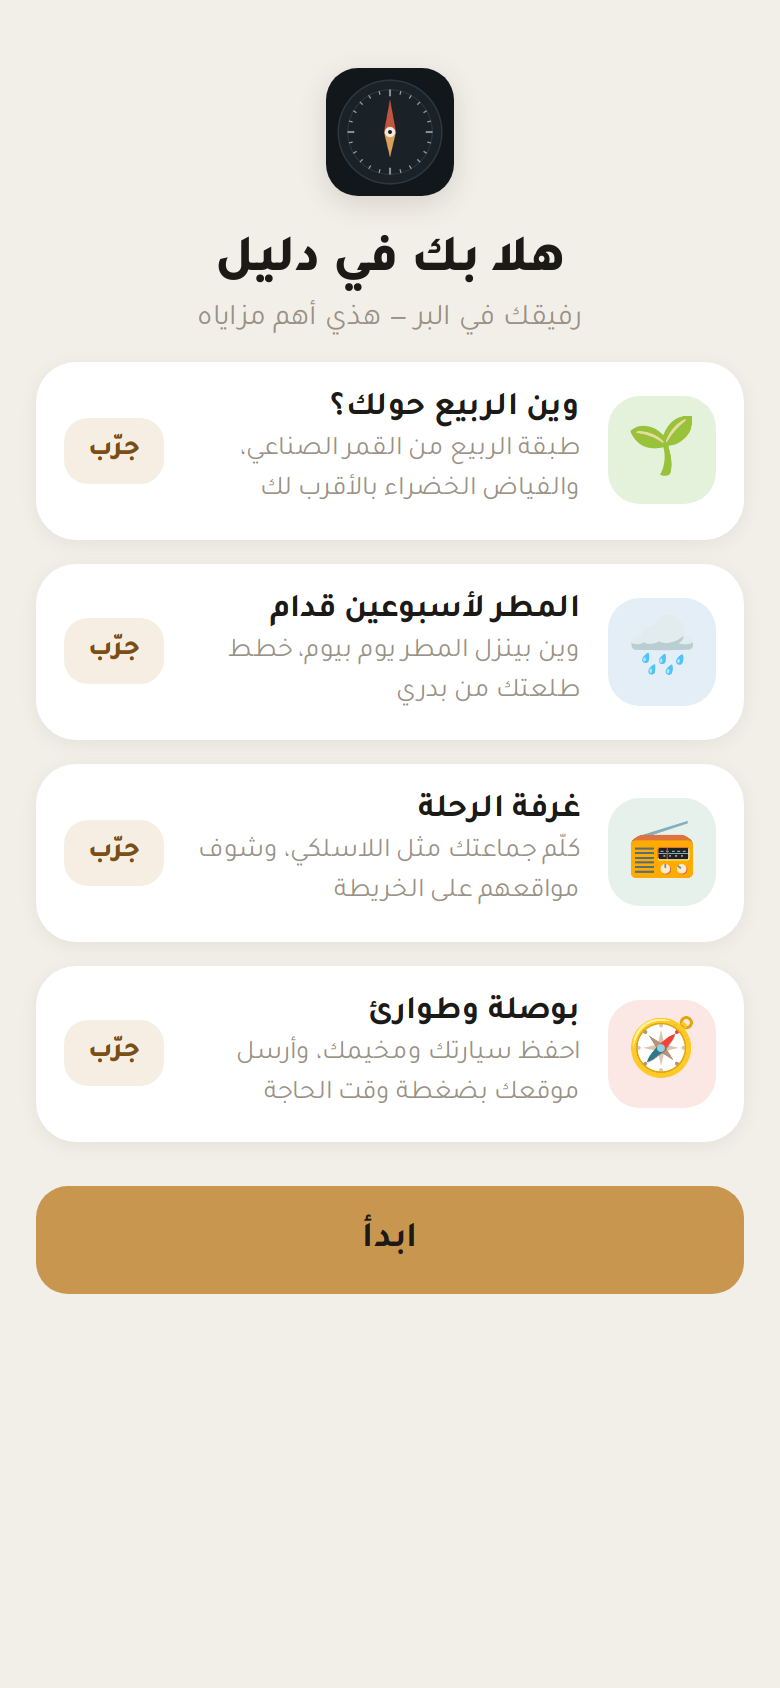 هلا بك في دليل
رفيقك في البر – هذي أهم مزاياه
وين الربيع حولك؟
طبقة الربيع من القمر الصناعي،
والفياض الخضراء بالأقرب لك
جرّب
المطر لأسبوعين قدام
وين بينزل المطر يوم بيوم، خطط
طلعتك من بدري
جرّب
غرفة الرحلة
كلّم جماعتك مثل اللاسلكي، وشوف
مواقعهم على الخريطة
جرّب
بوصلة وطوارئ
احفظ سيارتك ومخيمك، وأرسل
موقعك بضغطة وقت الحاجة
جرّب
ابدأ